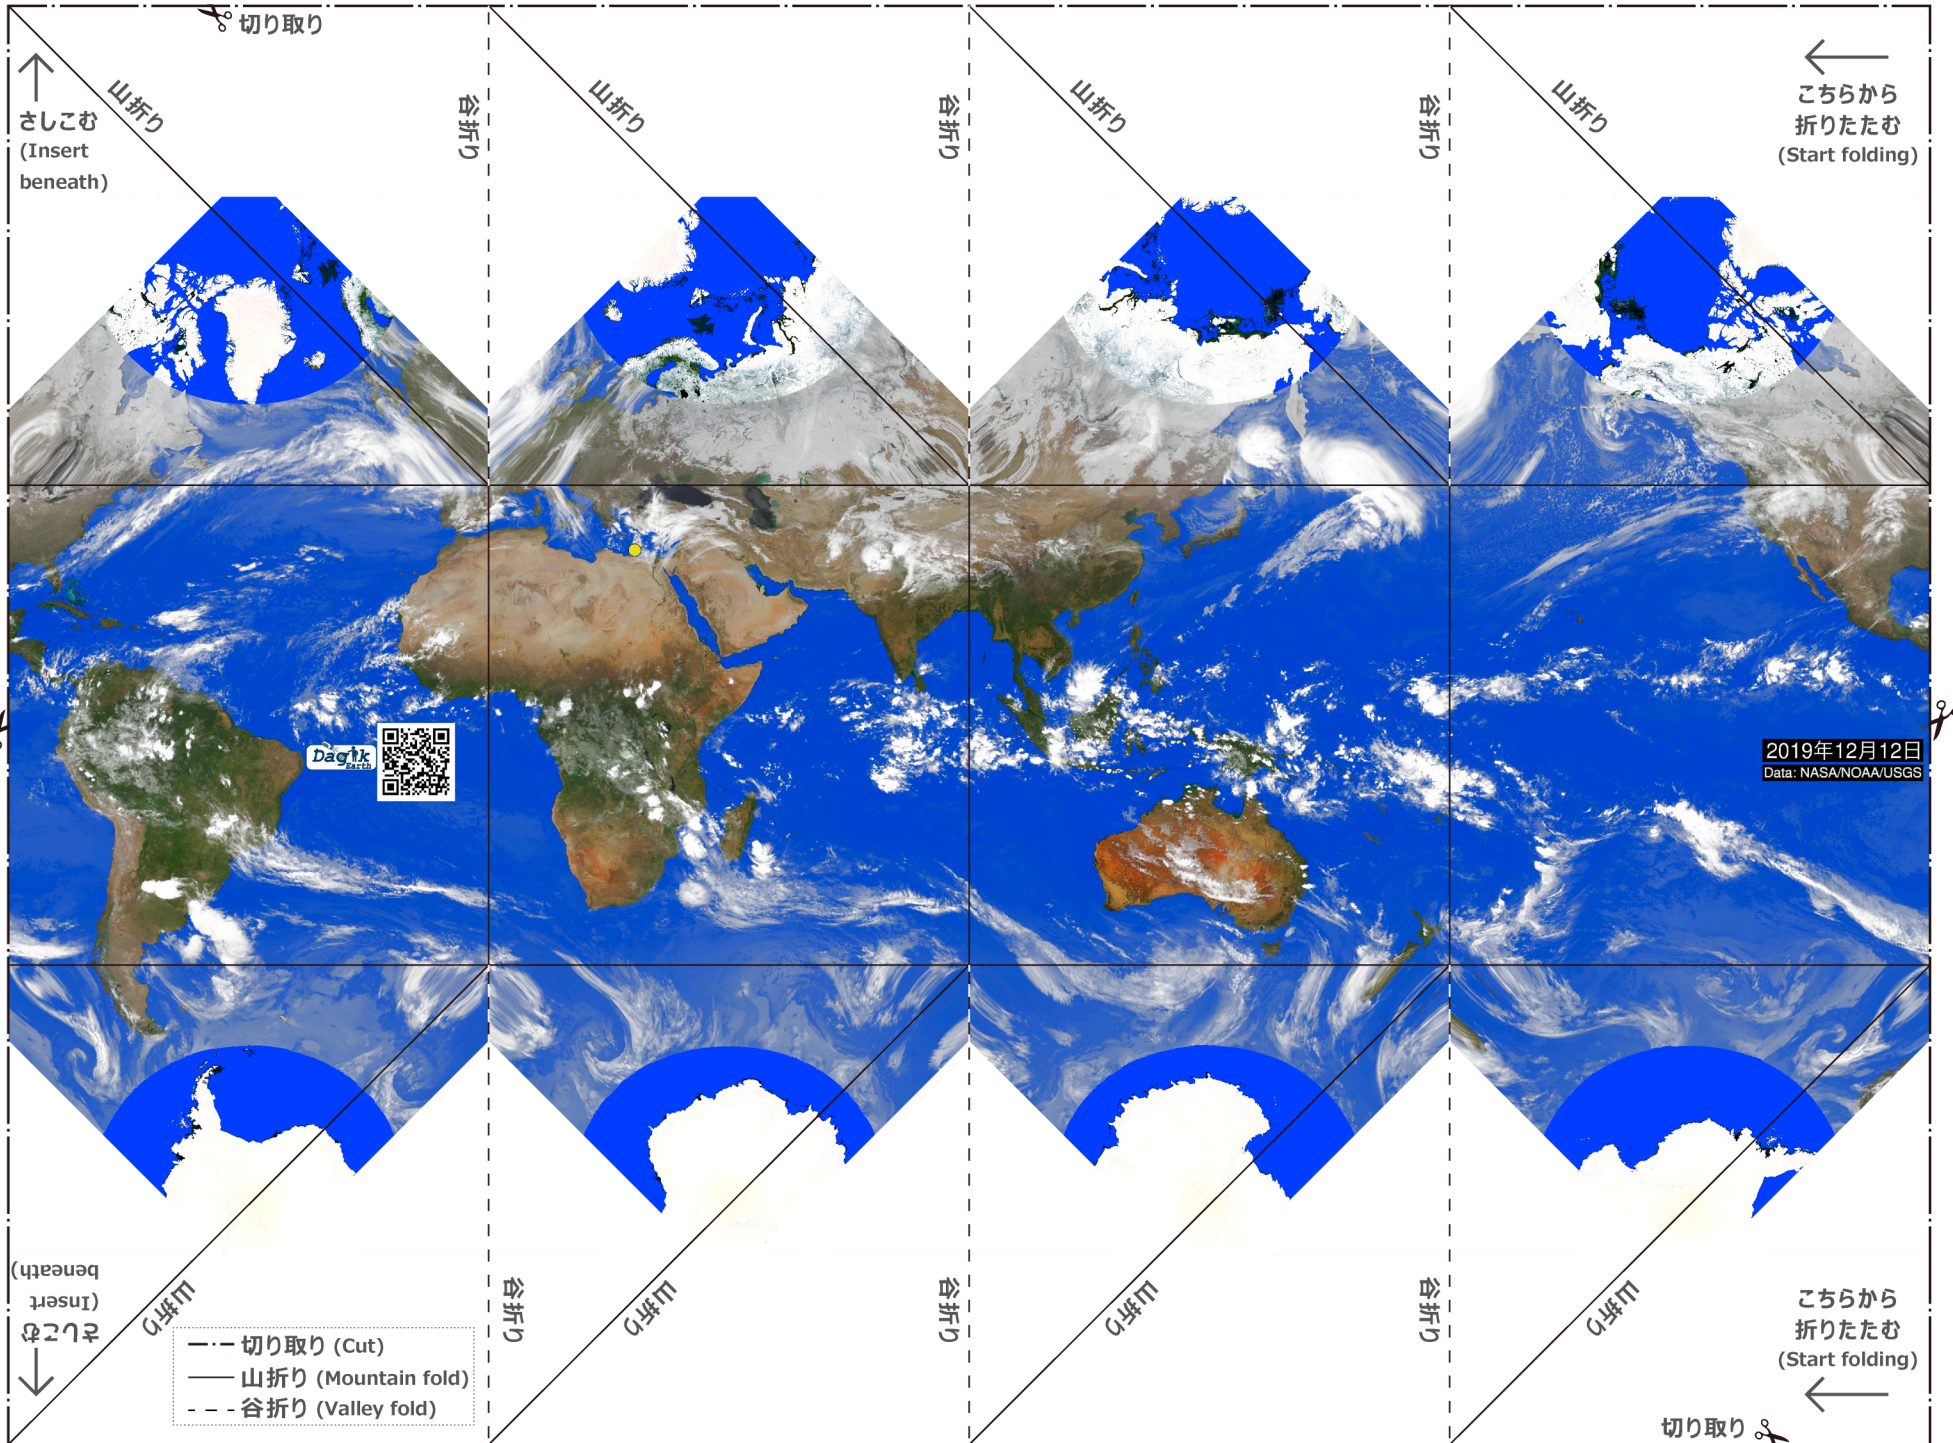 切り取り
さしこむ
(Insert
beneath)
山折り
谷折り
山折り
谷折り
山折り
谷折り
山折り
こちらから
折りたたむ
(Start folding)
Dagik
Earth
2019年12月12日
Data: NASA/NOAA/USGS
さしこむ
(Insert
beneath)
山折り
谷折り
山折り
谷折り
山折り
谷折り
山折り
こちらから
折りたたむ
(Start folding)
切り取り (Cut)
山折り (Mountain fold)
谷折り (Valley fold)
切り取り